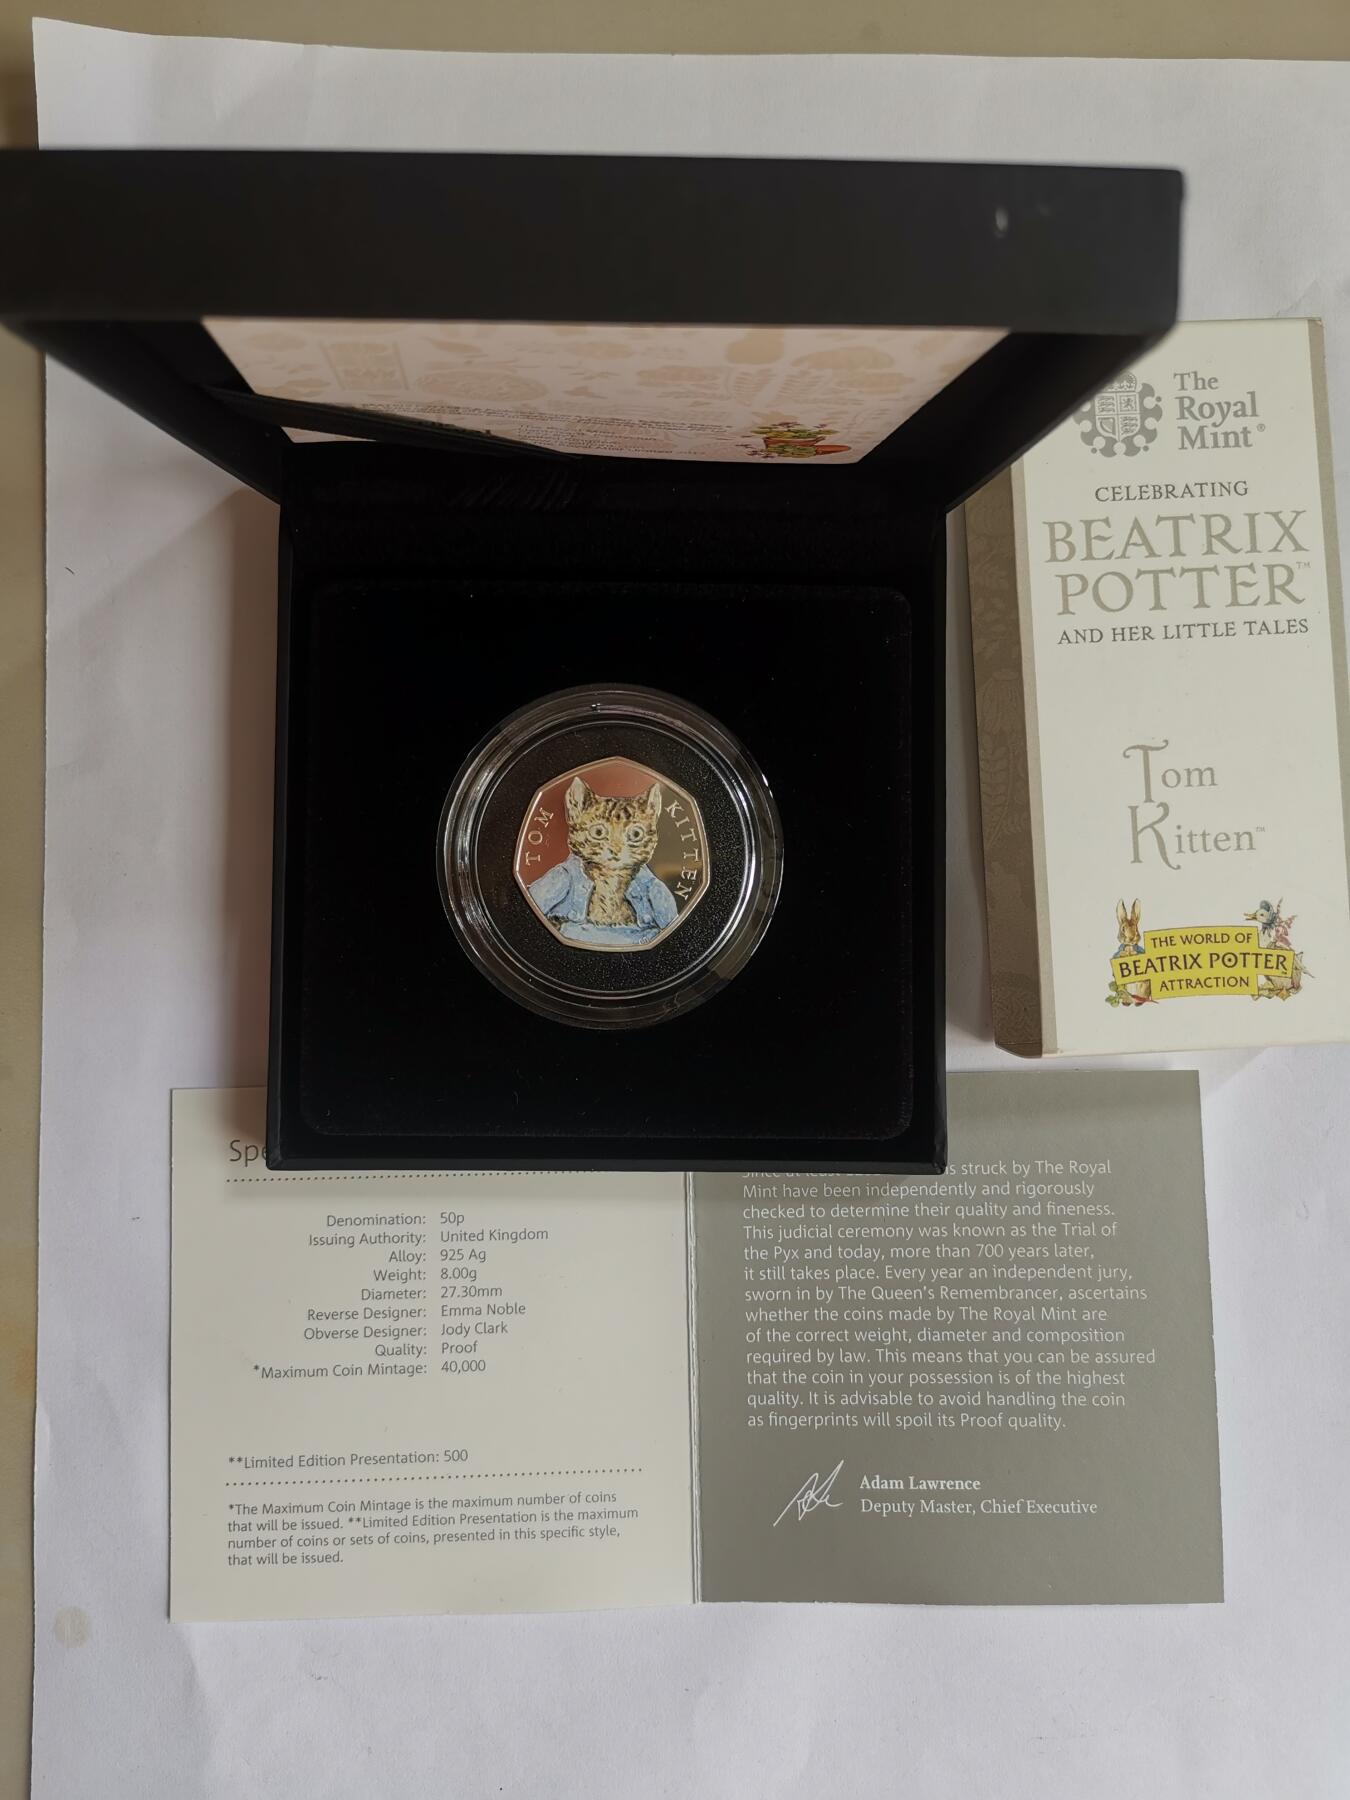 The
Royal
Mint®
CELEBRATING
BEATRIX
POTTER™
AND HER LITTLE TALES
Tom
Kitten™
THE WORLD OF
BEATRIX POTTER™
ATTRACTION
TOM KITTEN
Denomination: 50p
Issuing Authority: United Kingdom
Alloy: 925 Ag
Weight: 8.00g
Diameter: 27.30mm
Reverse Designer: Emma Noble
Obverse Designer: Jody Clark
Quality: Proof
*Maximum Coin Mintage: 40,000
**Limited Edition Presentation: 500
*The Maximum Coin Mintage is the maximum number of coins
that will be issued. **Limited Edition Presentation is the maximum
number of coins or sets of coins, presented in this specific style,
that will be issued.
struck by The Royal
Mint have been independently and rigorously
checked to determine their quality and fineness.
This judicial ceremony was known as the Trial of
the Pyx and today, more than 700 years later,
it still takes place. Every year an independent jury,
sworn in by The Queen's Remembrancer, ascertains
whether the coins made by The Royal Mint are
of the correct weight, diameter and composition
required by law. This means that you can be assured
that the coin in your possession is of the highest
quality. It is advisable to avoid handling the coin
as fingerprints will spoil its Proof quality.
Adam Lawrence
Deputy Master, Chief Executive